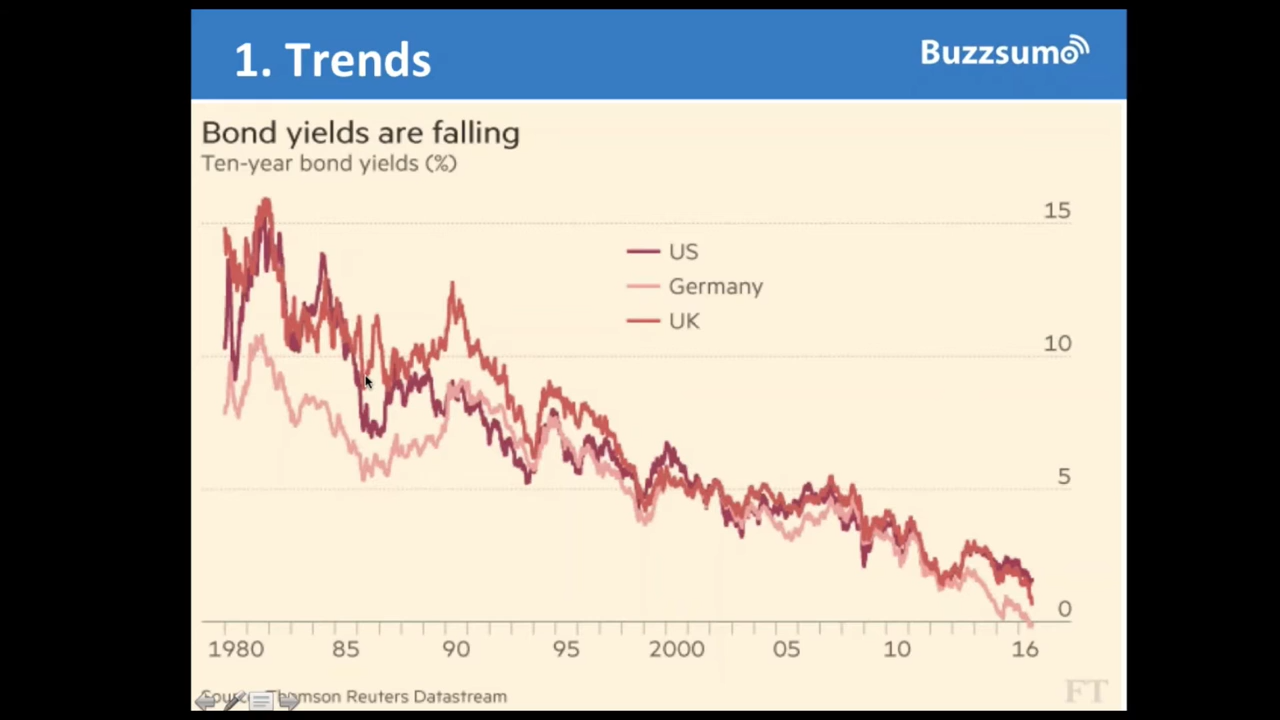 1. Trends
Buzzsumo
Bond yields are falling
Ten-year bond yields (%)
15
US
Germany
UK
10
5
0
1980 85 90 95 2000 05 10 16
Source: Thomson Reuters Datastream
FT